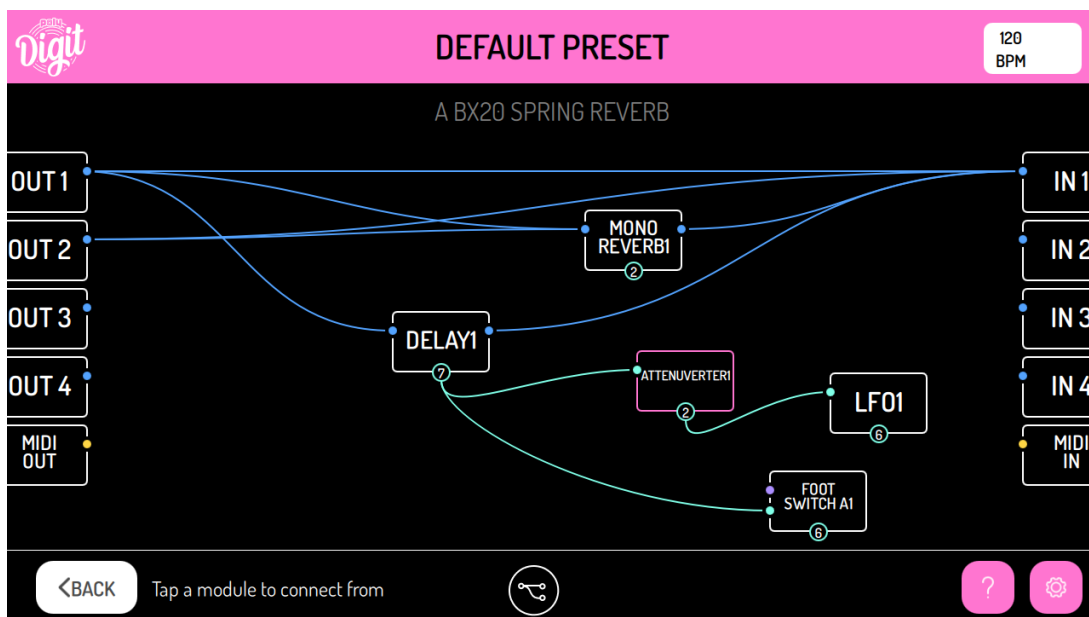 poly
Digit
DEFAULT PRESET
120
BPM
A BX20 SPRING REVERB
OUT 1
IN 1
OUT 2
MONO
REVERB1
2
IN 2
OUT 3
DELAY1
7
IN 3
OUT 4
ATTENUVERTER1
2
LFO1
6
IN 4
MIDI
OUT
MIDI
IN
FOOT
SWITCH A1
6
<BACK
Tap a module to connect from
?